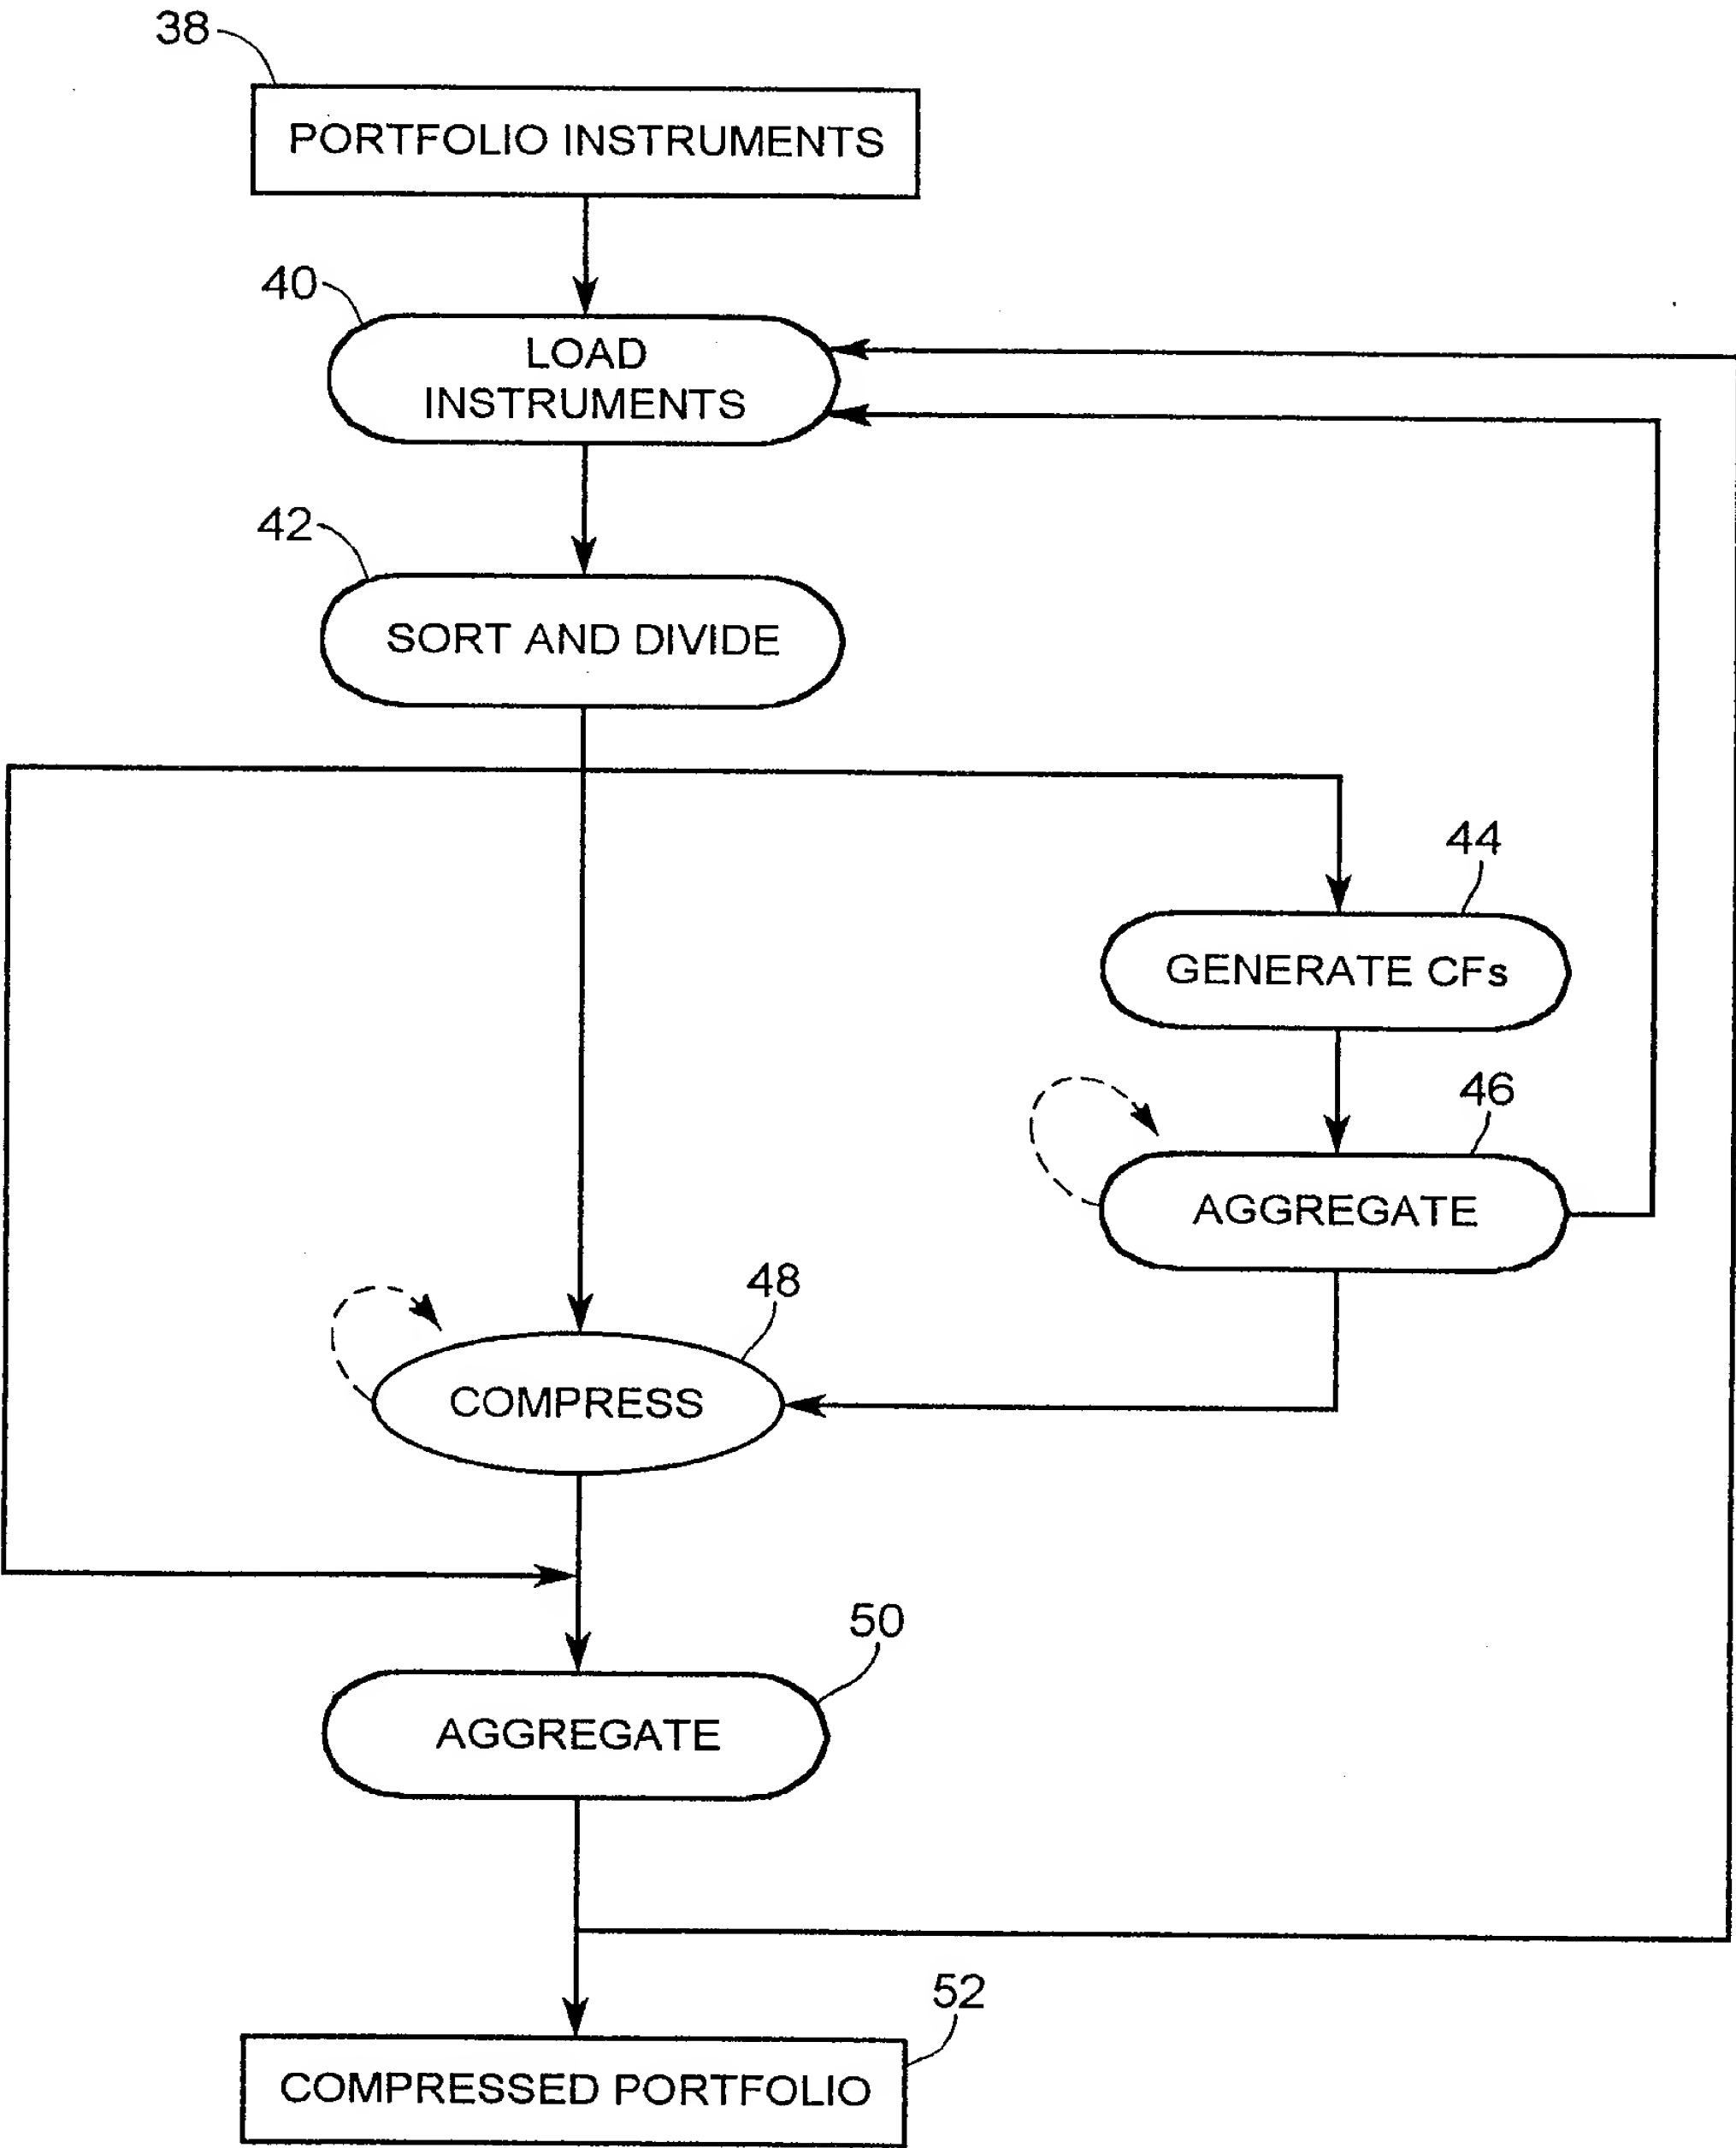 38
PORTFOLIO INSTRUMENTS
40
LOAD
INSTRUMENTS
42
SORT AND DIVIDE
44
GENERATE CFs
46
AGGREGATE
48
COMPRESS
50
AGGREGATE
52
COMPRESSED PORTFOLIO